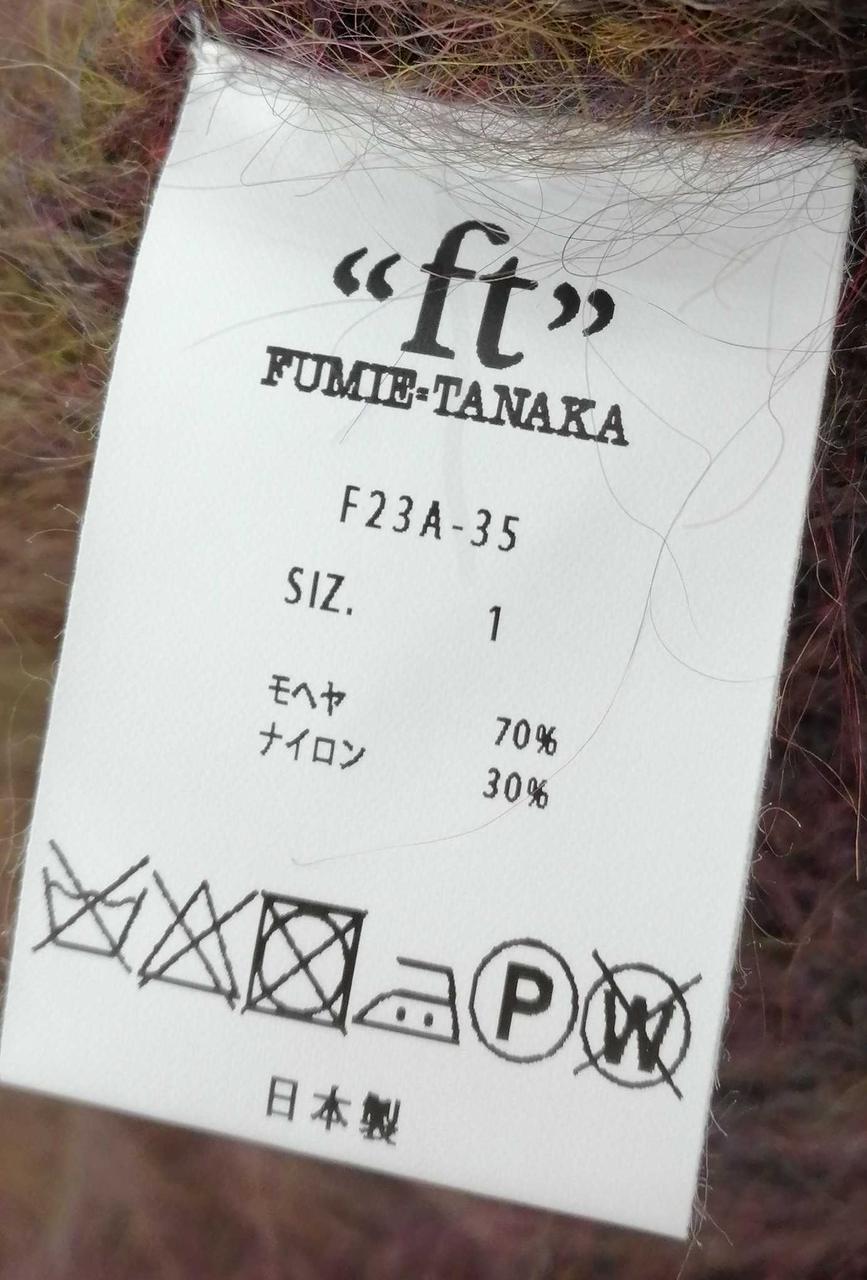 “ft”
FUMIE=TANAKA
F23A-35
SIZ. 1
モヘヤ 70%
ナイロン 30%
P W
日本製